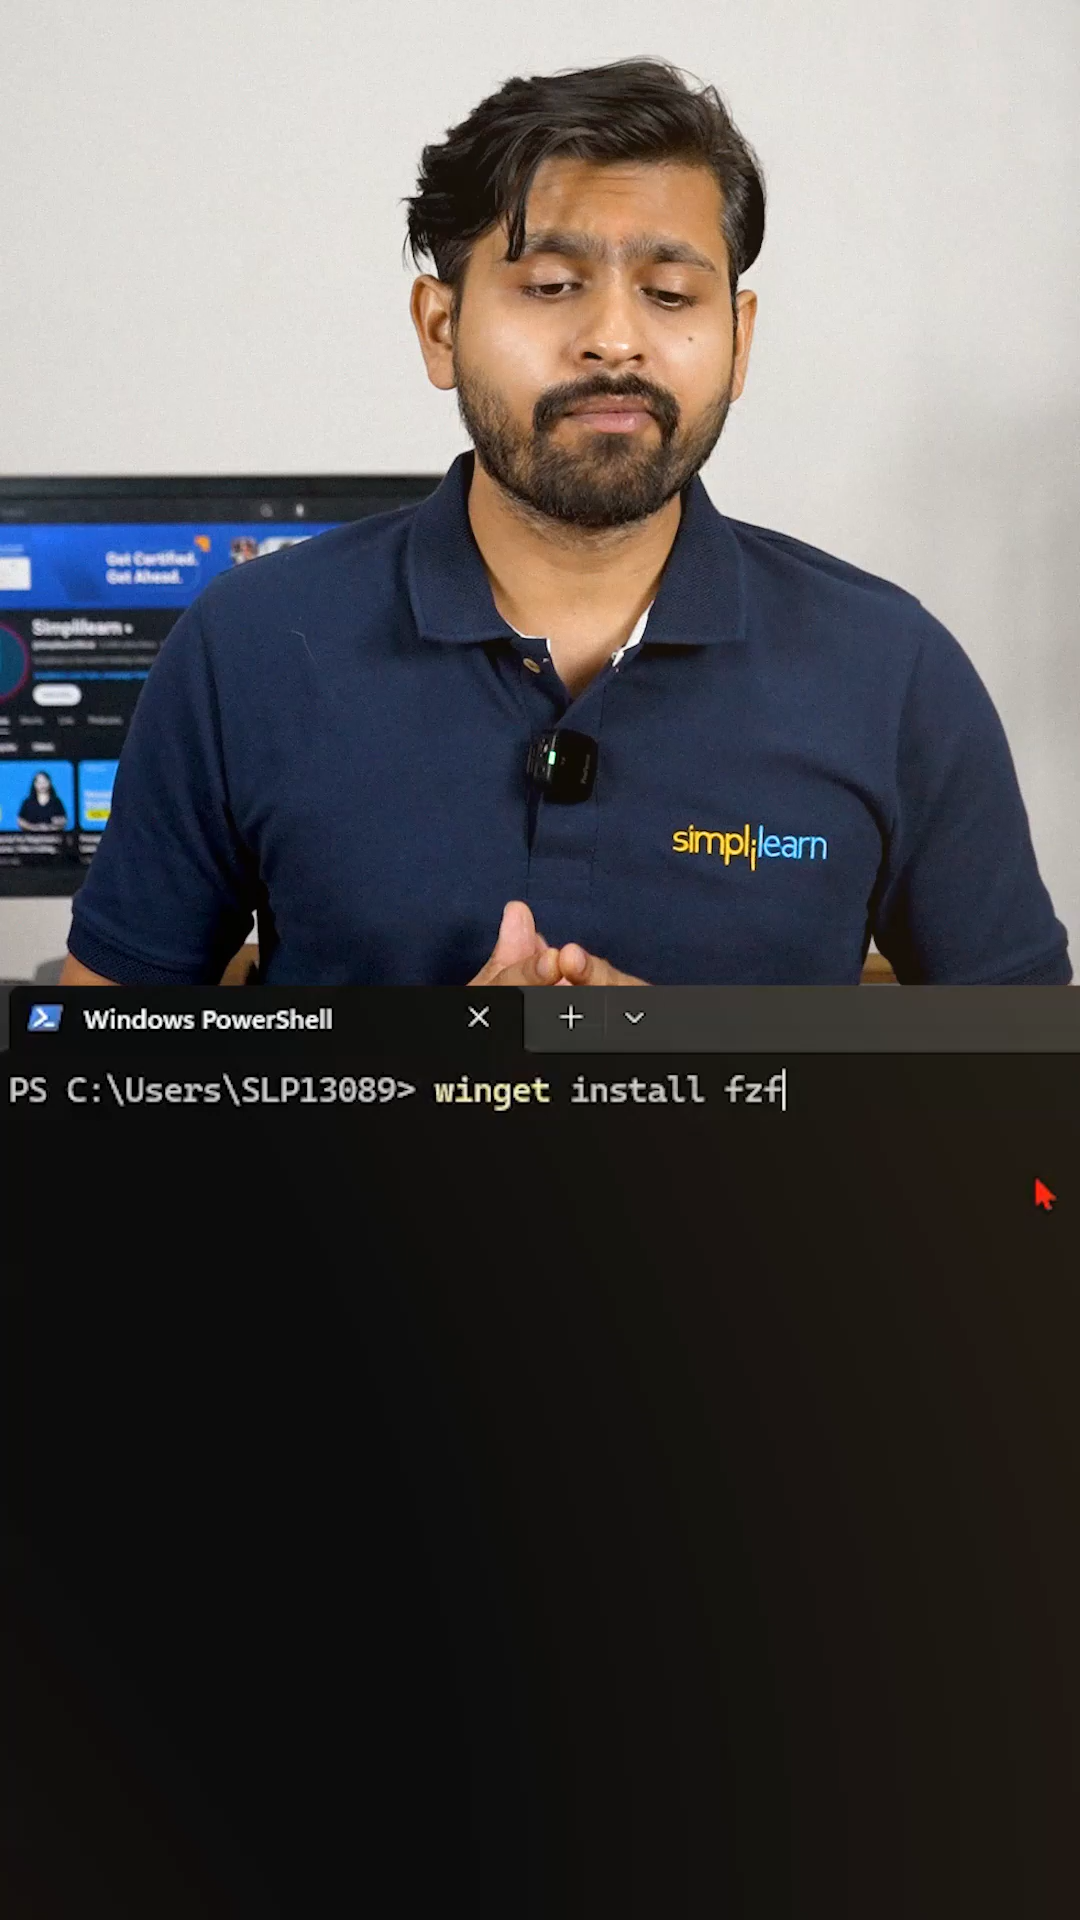 Get Certified.
Get Ahead.
Simplilearn
simplilearn
Windows PowerShell
PS C:\Users\SLP13089> winget install fzf